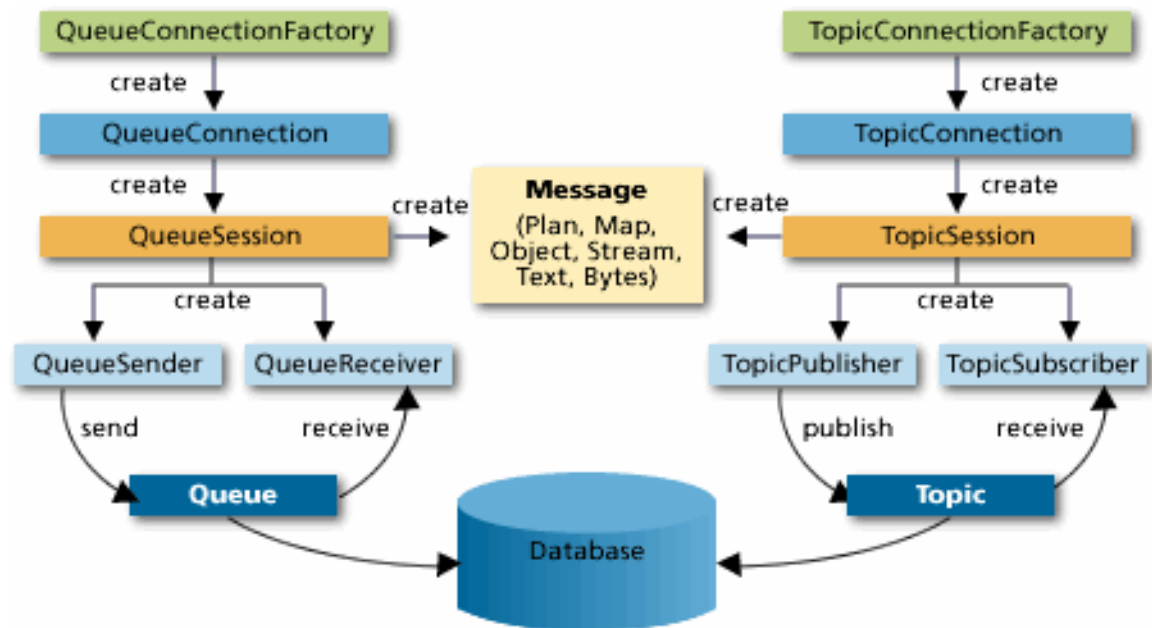 QueueConnectionFactory
TopicConnectionFactory
create
create
QueueConnection
TopicConnection
create
create
Message
(Plan, Map,
Object, Stream,
Text, Bytes)
create
create
QueueSession
TopicSession
create
create
QueueSender
QueueReceiver
TopicPublisher
TopicSubscriber
send
receive
publish
receive
Queue
Topic
Database